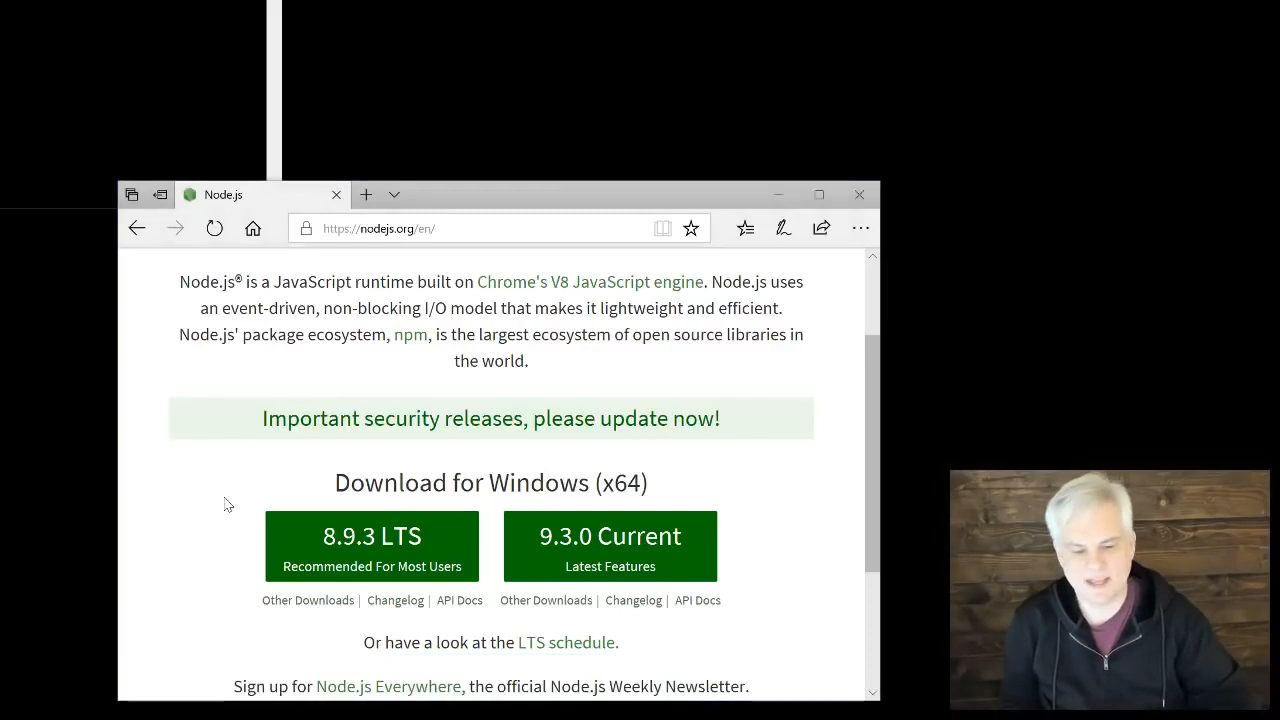 Node.js
https://nodejs.org/en/
Node.js® is a JavaScript runtime built on Chrome's V8 JavaScript engine. Node.js uses
an event-driven, non-blocking I/O model that makes it lightweight and efficient.
Node.js' package ecosystem, npm, is the largest ecosystem of open source libraries in
the world.
Important security releases, please update now!
Download for Windows (x64)
8.9.3 LTS
Recommended For Most Users
9.3.0 Current
Latest Features
Other Downloads | Changelog | API Docs
Other Downloads | Changelog | API Docs
Or have a look at the LTS schedule.
Sign up for Node.js Everywhere, the official Node.js Weekly Newsletter.